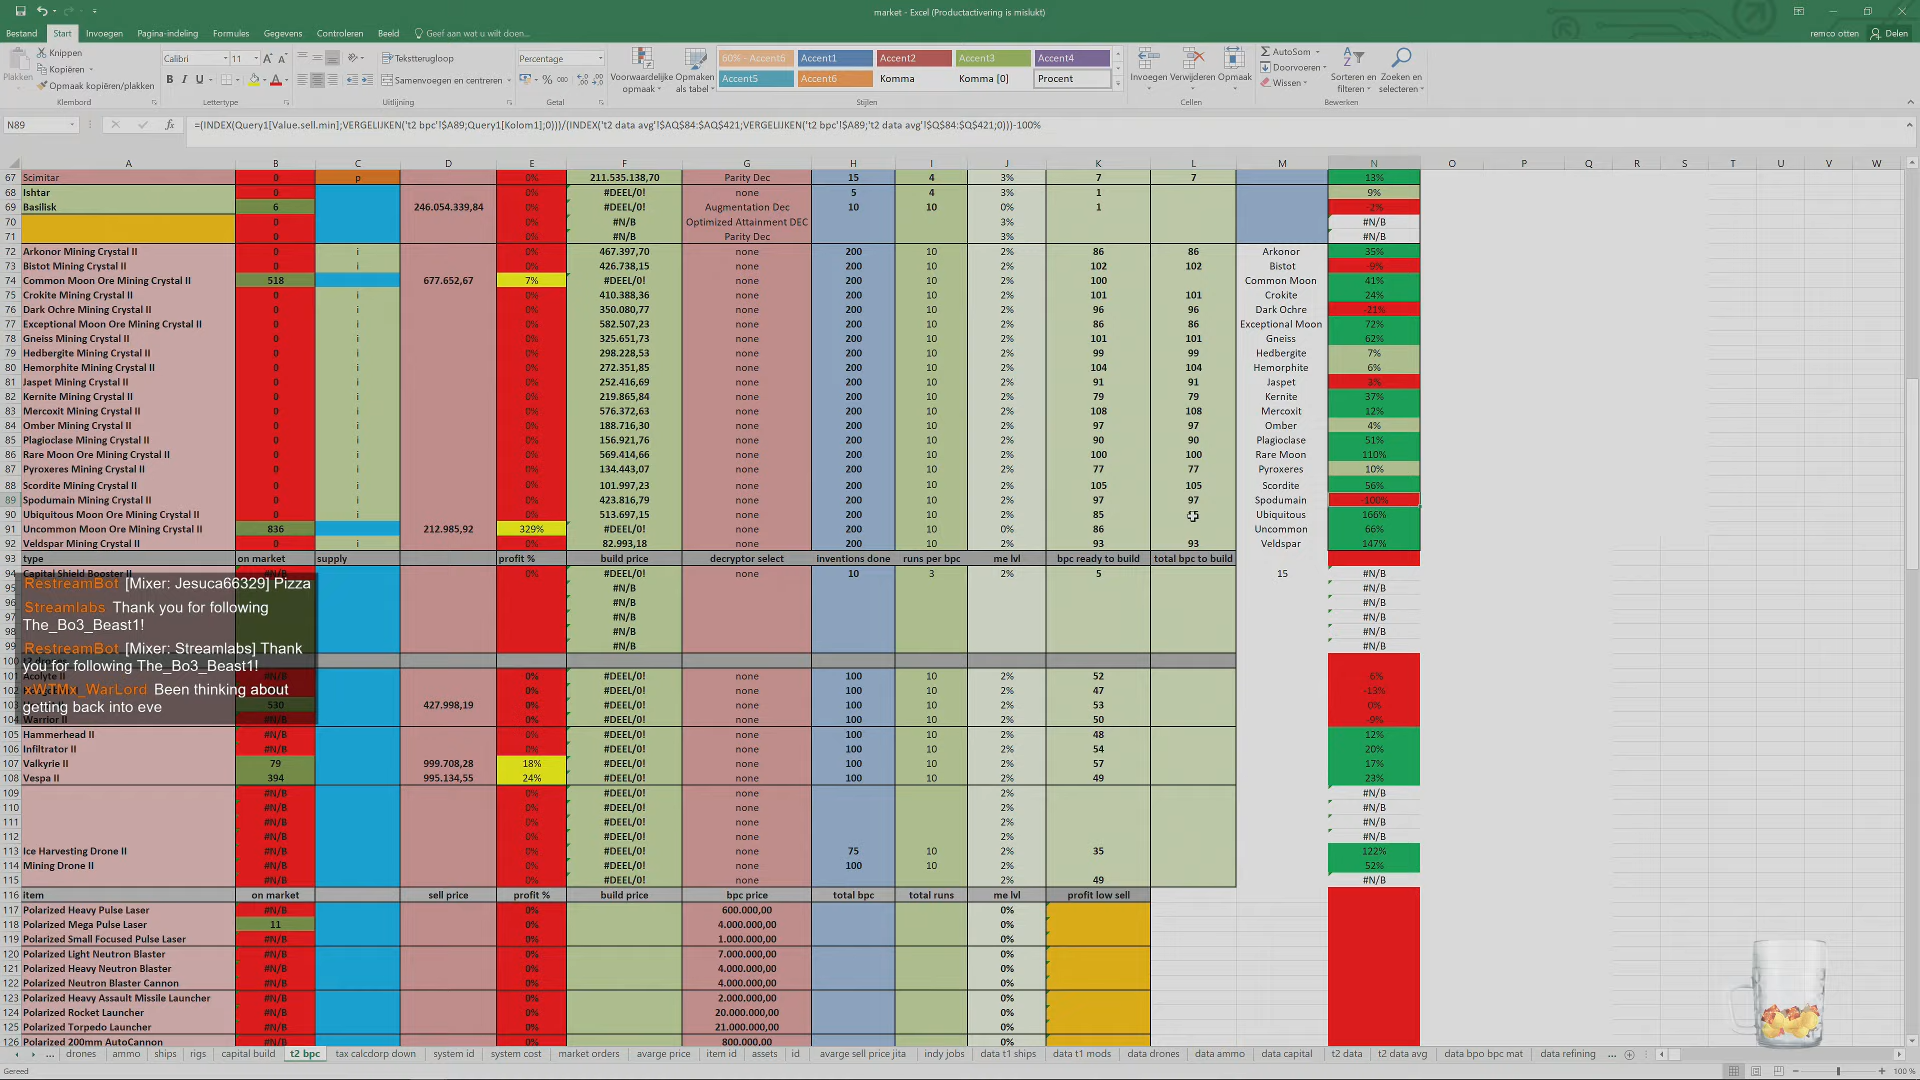 market - Excel (Productactivering is mislukt)
Bestand Start Invoegen Pagina-indeling Formules Gegevens Controleren Beeld Geef aan wat u wilt doen... remco otten Delen
Plakken
Knippen
Kopiëren
Opmaak kopiëren/plakken
Klembord
Calibri 11
B I U
Lettertype
Tekstterugloop
Samenvoegen en centreren
Uitlijning
Percentage
Getal
Voorwaardelijke opmaak
Opmaken als tabel
60% - Accent6 Accent1 Accent2 Accent3 Accent4
Accent5 Accent6 Komma Komma [0] Procent
Stijlen
Invoegen Verwijderen Opmaak
Cellen
AutoSom
Doorvoeren
Wissen
Sorteren en filteren
Zoeken en selecteren
Bewerken
N89 fx =(INDEX(Query1[Value.sell.min];VERGELIJKEN('t2 bpc'!$A89;Query1[Kolom1];0)))/(INDEX('t2 data avg'!$AQ$84:$AQ$421;VERGELIJKEN('t2 bpc'!$A89;'t2 data avg'!$Q$84:$Q$421;0)))-100%
A B C D E F G H I J K L M N O P Q R S T U V W
67 Scimitar 0 p 0% 211.535.138,70 Parity Dec 15 4 3% 7 7 13%
68 Ishtar 0 0% #DEEL/0! none 5 4 3% 1 9%
69 Basilisk 6 246.054.339,84 0% #DEEL/0! Augmentation Dec 10 10 0% 1 -2%
70 0 0% #N/B Optimized Attainment DEC 3% #N/B
71 0 0% #N/B Parity Dec 3% #N/B
72 Arkonor Mining Crystal II 0 i 0% 467.397,70 none 200 10 2% 86 86 Arkonor 35%
73 Bistot Mining Crystal II 0 i 0% 426.738,15 none 200 10 2% 102 102 Bistot -9%
74 Common Moon Ore Mining Crystal II 518 677.652,67 7% #DEEL/0! none 200 10 2% 100 Common Moon 41%
75 Crokite Mining Crystal II 0 i 0% 410.388,36 none 200 10 2% 101 101 Crokite 24%
76 Dark Ochre Mining Crystal II 0 i 0% 350.080,77 none 200 10 2% 96 96 Dark Ochre -21%
77 Exceptional Moon Ore Mining Crystal II 0 i 0% 582.507,23 none 200 10 2% 86 86 Exceptional Moon 72%
78 Gneiss Mining Crystal II 0 i 0% 325.651,73 none 200 10 2% 101 101 Gneiss 62%
79 Hedbergite Mining Crystal II 0 i 0% 298.228,53 none 200 10 2% 99 99 Hedbergite 7%
80 Hemorphite Mining Crystal II 0 i 0% 272.351,85 none 200 10 2% 104 104 Hemorphite 6%
81 Jaspet Mining Crystal II 0 i 0% 252.416,69 none 200 10 2% 91 91 Jaspet 3%
82 Kernite Mining Crystal II 0 i 0% 219.865,84 none 200 10 2% 79 79 Kernite 37%
83 Mercoxit Mining Crystal II 0 i 0% 576.372,63 none 200 10 2% 108 108 Mercoxit 12%
84 Omber Mining Crystal II 0 i 0% 188.716,30 none 200 10 2% 97 97 Omber 4%
85 Plagioclase Mining Crystal II 0 i 0% 156.921,76 none 200 10 2% 90 90 Plagioclase 51%
86 Rare Moon Ore Mining Crystal II 0 i 0% 569.414,66 none 200 10 2% 100 100 Rare Moon 110%
87 Pyroxeres Mining Crystal II 0 i 0% 134.443,07 none 200 10 2% 77 77 Pyroxeres 10%
88 Scordite Mining Crystal II 0 i 0% 101.997,23 none 200 10 2% 105 105 Scordite 56%
89 Spodumain Mining Crystal II 0 i 0% 423.816,79 none 200 10 2% 97 97 Spodumain -100%
90 Ubiquitous Moon Ore Mining Crystal II 0 i 0% 513.697,15 none 200 10 2% 85 Ubiquitous 166%
91 Uncommon Moon Ore Mining Crystal II 836 212.985,92 329% #DEEL/0! none 200 10 0% 86 Uncommon 66%
92 Veldspar Mining Crystal II 0 i 0% 82.993,18 none 200 10 2% 93 93 Veldspar 147%
93 type on market supply profit % build price decryptor select inventions done runs per bpc me lvl bpc ready to build total bpc to build
94 Capital Shield Booster II #N/B 0% #DEEL/0! none 10 3 2% 5 15 #N/B
95 #N/B #N/B
96 #N/B #N/B
97 #N/B #N/B
98 #N/B #N/B
99 #N/B #N/B
100
101 Acolyte II #N/B 0% #DEEL/0! none 100 10 2% 52 6%
102 0% #DEEL/0! none 100 10 2% 47 -13%
103 530 427.998,19 0% #DEEL/0! none 100 10 2% 53 0%
104 Warrior II #N/B 0% #DEEL/0! none 100 10 2% 50 -9%
105 Hammerhead II #N/B 0% #DEEL/0! none 100 10 2% 48 12%
106 Infiltrator II #N/B 0% #DEEL/0! none 100 10 2% 54 20%
107 Valkyrie II 79 999.708,28 18% #DEEL/0! none 100 10 2% 57 17%
108 Vespa II 394 995.134,55 24% #DEEL/0! none 100 10 2% 49 23%
109 #N/B 0% #DEEL/0! none 2% #N/B
110 #N/B 0% #DEEL/0! none 2% #N/B
111 #N/B 0% #DEEL/0! none 2% #N/B
112 #N/B 0% #DEEL/0! none 2% #N/B
113 Ice Harvesting Drone II #N/B 0% #DEEL/0! none 75 10 2% 35 122%
114 Mining Drone II #N/B 0% #DEEL/0! none 100 10 2% 52%
115 #N/B 0% #DEEL/0! none 2% 49 #N/B
116 item on market sell price profit % build price bpc price total bpc total runs me lvl profit low sell
117 Polarized Heavy Pulse Laser #N/B 0% 600.000,00 0%
118 Polarized Mega Pulse Laser 11 0% 4.000.000,00 0%
119 Polarized Small Focused Pulse Laser #N/B 0% 1.000.000,00 0%
120 Polarized Light Neutron Blaster #N/B 0% 7.000.000,00 0%
121 Polarized Heavy Neutron Blaster #N/B 0% 4.000.000,00 0%
122 Polarized Neutron Blaster Cannon #N/B 0% 4.000.000,00 0%
123 Polarized Heavy Assault Missile Launcher #N/B 0% 2.000.000,00 0%
124 Polarized Rocket Launcher #N/B 0% 20.000.000,00 0%
125 Polarized Torpedo Launcher #N/B 0% 21.000.000,00 0%
126 Polarized 200mm AutoCannon #N/B 0% 800.000,00 0%
RestreamBot [Mixer: Jesuca66329] Pizza
Streamlabs Thank you for following
The_Bo3_Beast1!
RestreamBot [Mixer: Streamlabs] Thank
you for following The_Bo3_Beast1!
xWTMx_WarLord Been thinking about
getting back into eve
... drones ammo ships rigs capital build t2 bpc tax calcdorp down system id system cost market orders avarge price item id assets id avarge sell price jita indy jobs data t1 ships data t1 mods data drones data ammo data capital t2 data t2 data avg data bpo bpc mat data refining ...
Gereed 100 %